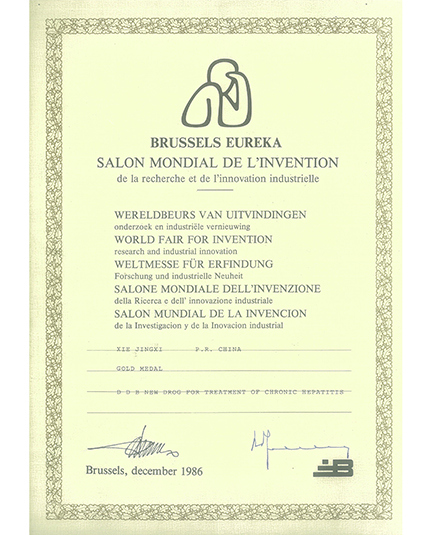 BRUSSELS EUREKA
SALON MONDIAL DE L'INVENTION
de la recherche et de l'innovation industrielle
WERELDBEURS VAN UITVINDINGEN
onderzoek en industriële vernieuwing
WORLD FAIR FOR INVENTION
research and industrial innovation
WELTMESSE FÜR ERFINDUNG
Forschung und industrielle Neuheit
SALONE MONDIALE DELL'INVENZIONE
della Ricerca e dell' innovazione industriale
SALON MUNDIAL DE LA INVENCION
de la Investigacion y de la Inovacion industrial
XIE JINGXI P.R. CHINA
GOLD MEDAL
D D B NEW DRUG FOR TREATMENT OF CHRONIC HEPATITIS
Brussels, december 1986